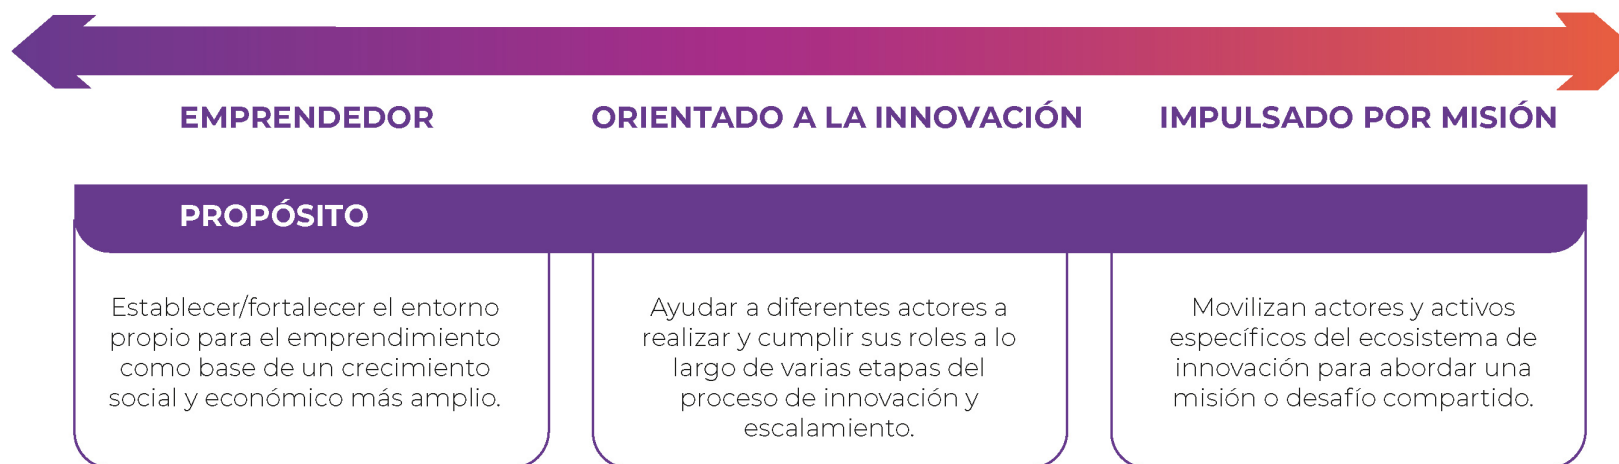 EMPRENDEDOR
ORIENTADO A LA INNOVACIÓN
IMPULSADO POR MISIÓN
PROPÓSITO
Establecer/fortalecer el entorno
propio para el emprendimiento
como base de un crecimiento
social y económico más amplio.
Ayudar a diferentes actores a
realizar y cumplir sus roles a lo
largo de varias etapas del
proceso de innovación y
escalamiento.
Movilizan actores y activos
específicos del ecosistema de
innovación para abordar una
misión o desafío compartido.